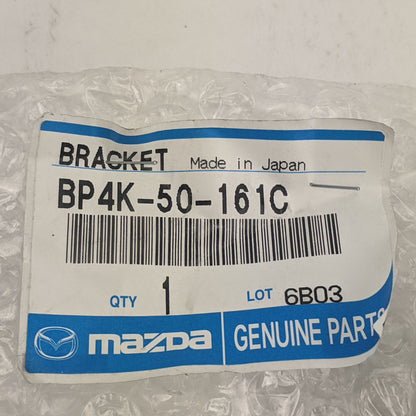 BRACKET Made in Japan
BP4K-50-161C
QTY 1 LOT 6B03
mazda GENUINE PARTS